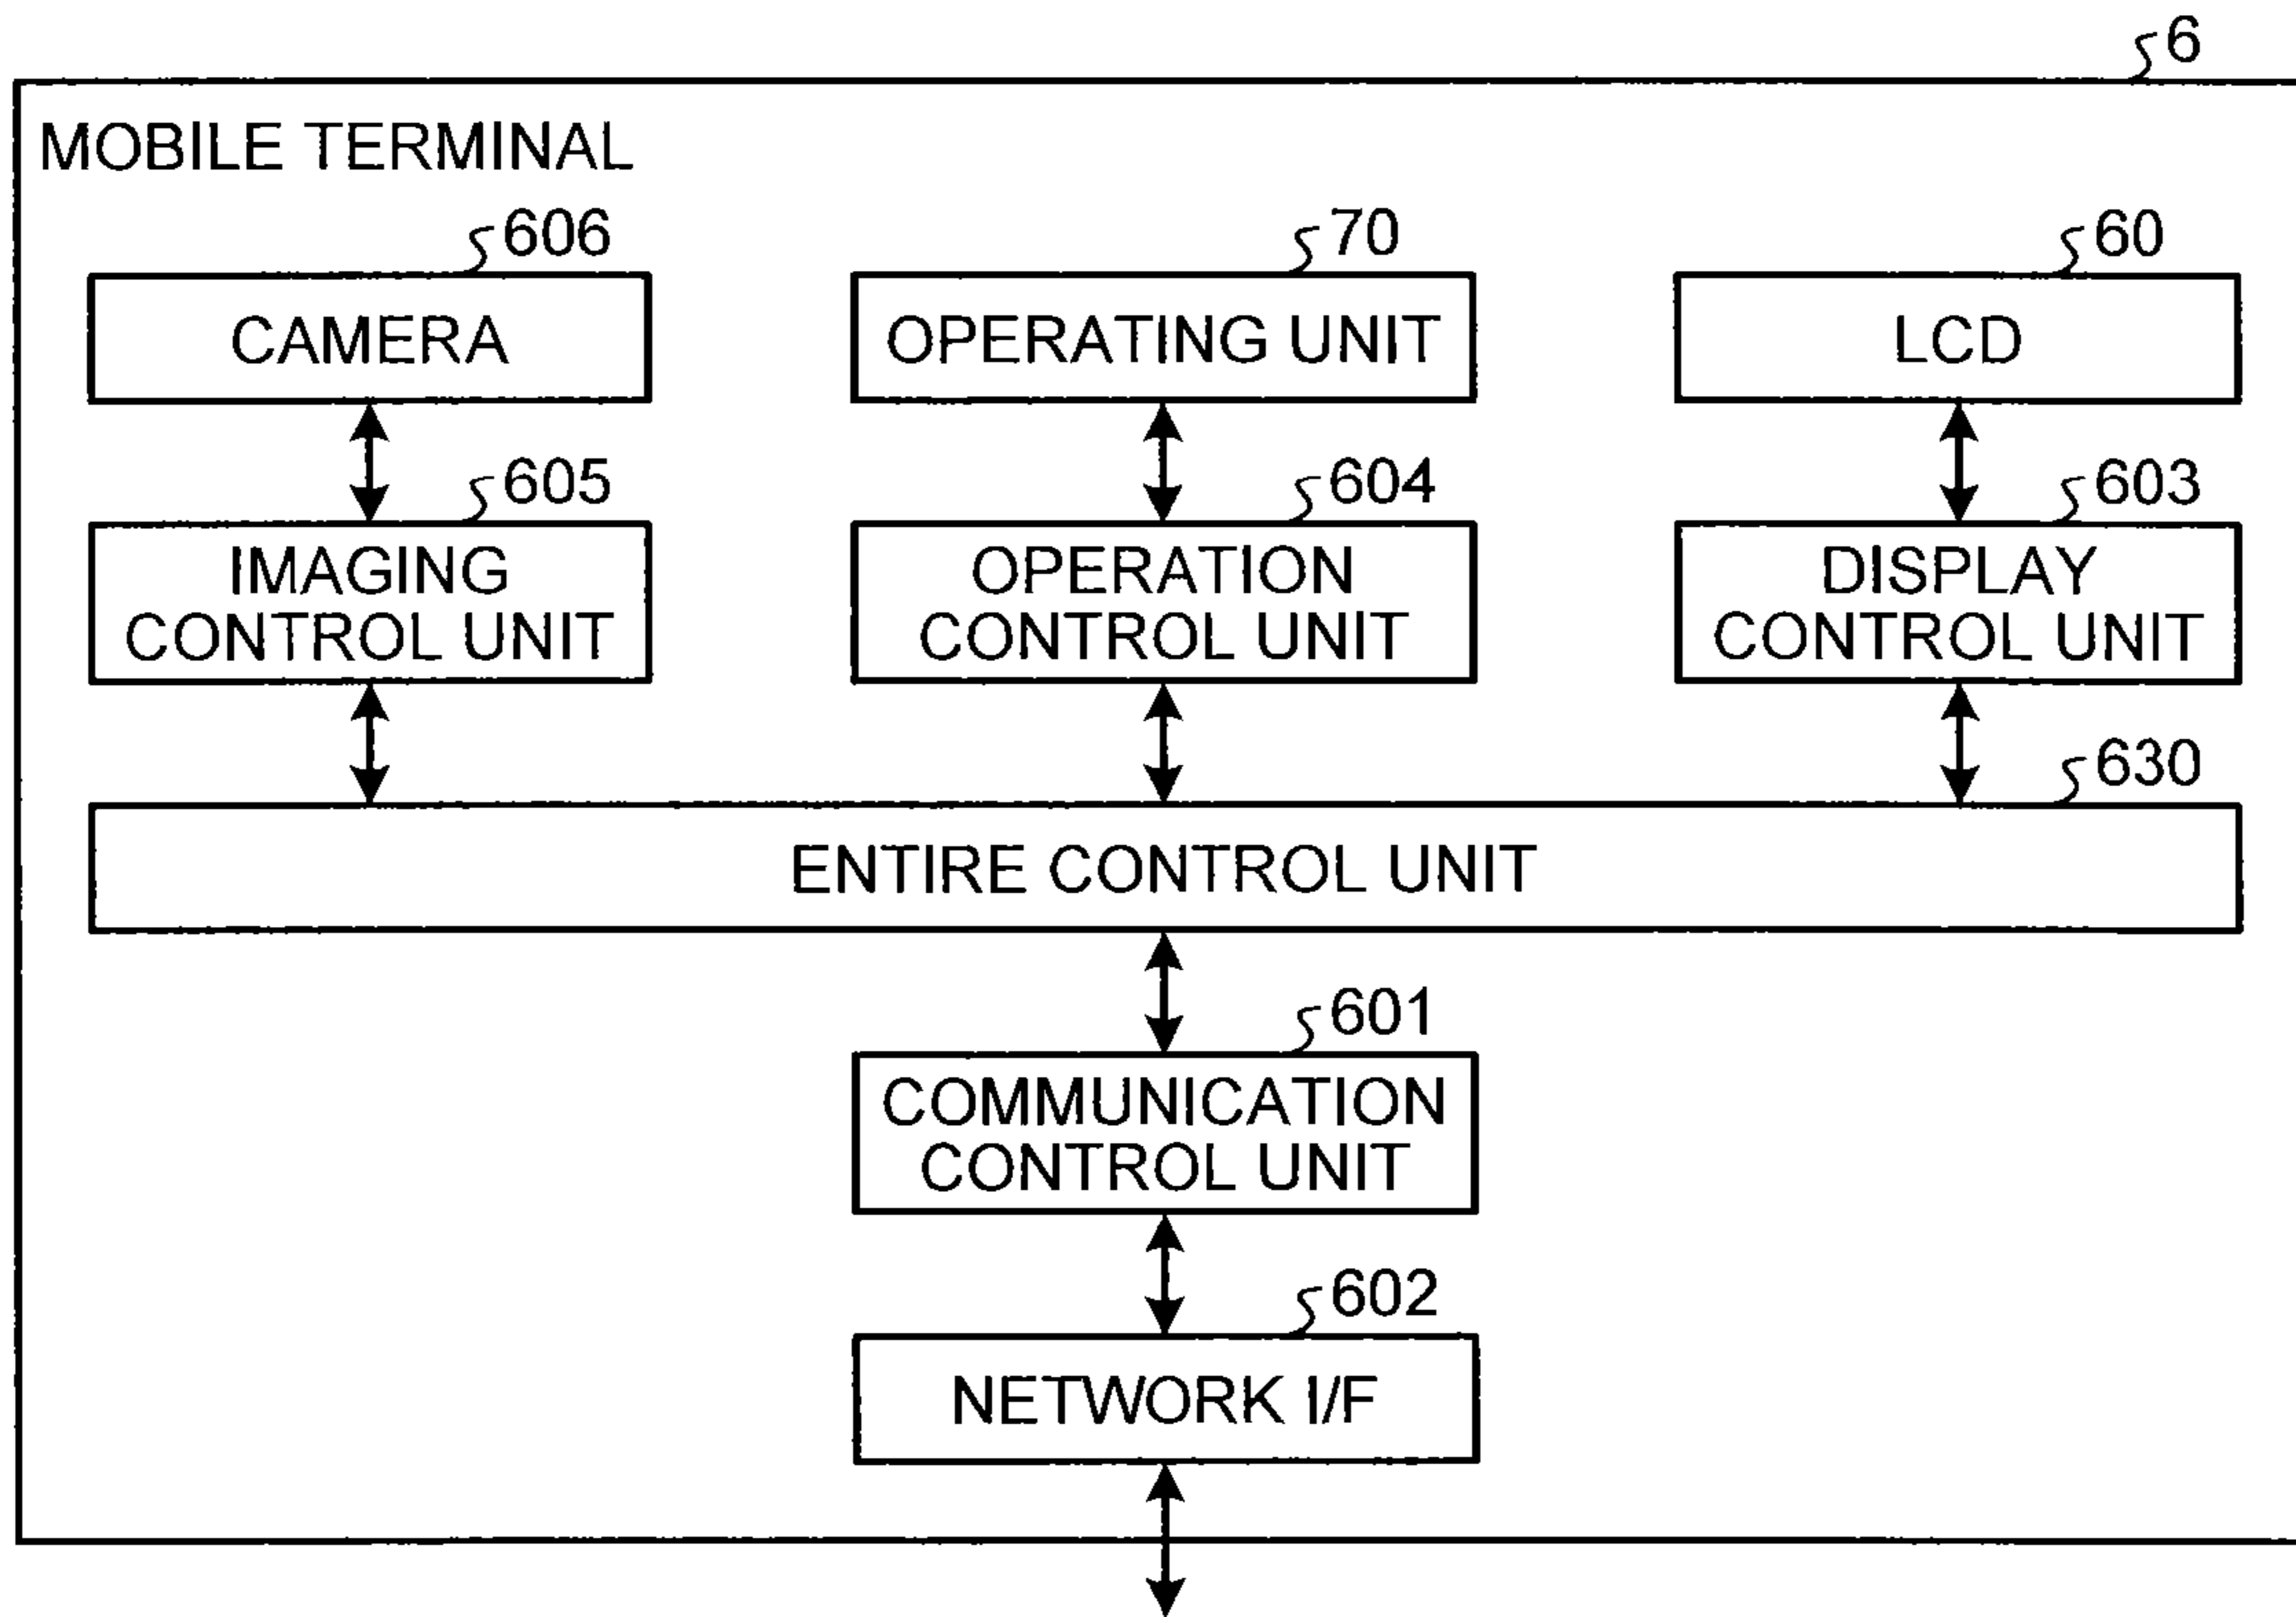 6
MOBILE TERMINAL
606
70
60
CAMERA
OPERATING UNIT
LCD
605
604
603
IMAGING
CONTROL UNIT
OPERATION
CONTROL UNIT
DISPLAY
CONTROL UNIT
630
ENTIRE CONTROL UNIT
601
COMMUNICATION
CONTROL UNIT
602
NETWORK I/F